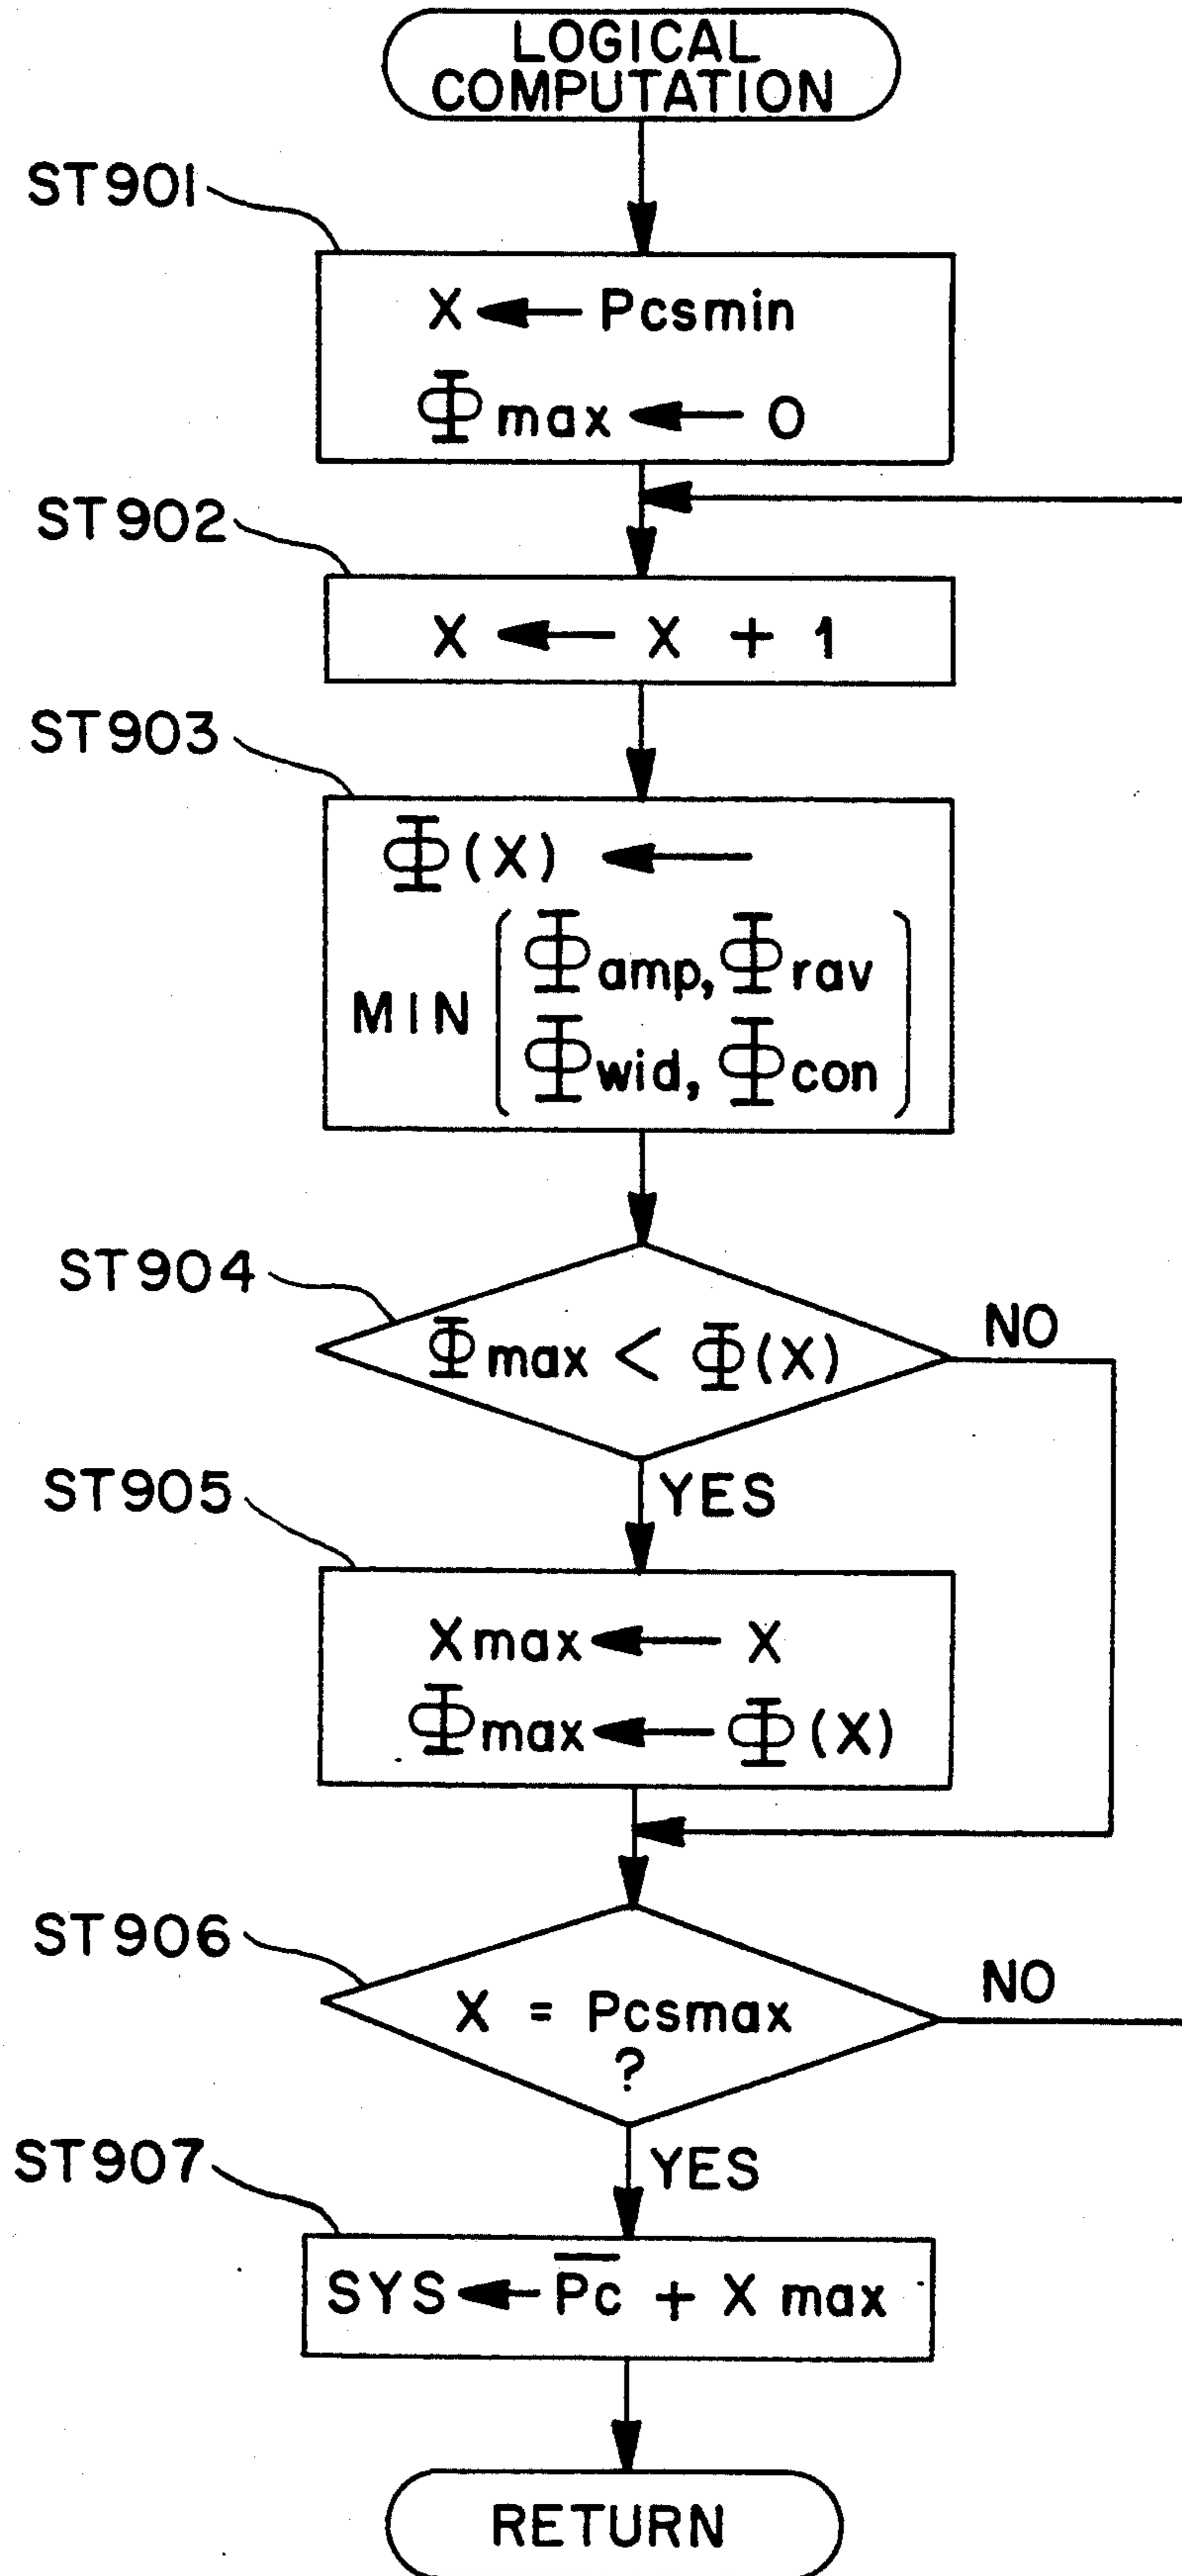 LOGICAL
COMPUTATION
ST901
X ← Pcsmin
Φmax ← 0
ST902
X ← X + 1
ST903
Φ(X) ←
MIN
Φamp, Φrav
Φwid, Φcon
ST904
Φmax < Φ(X)
NO
YES
ST905
Xmax ← X
Φmax ← Φ(X)
ST906
X = Pcsmax
?
NO
YES
ST907
SYS ← P̅c̅ + X max
RETURN